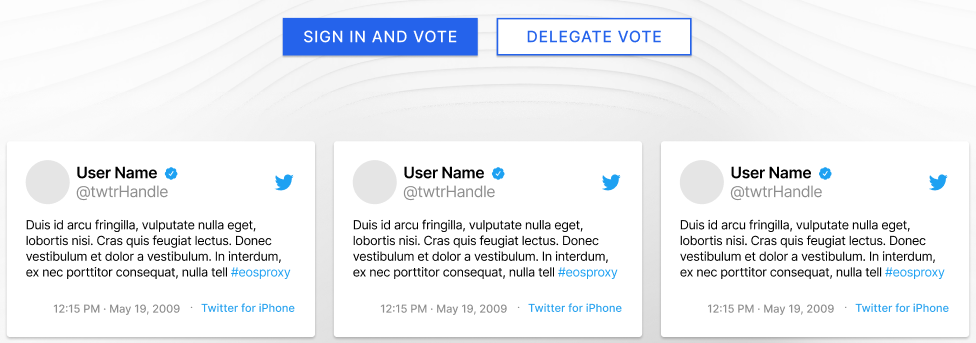 SIGN IN AND VOTE
DELEGATE VOTE
User Name
@twtrHandle
Duis id arcu fringilla, vulputate nulla eget,
lobortis nisi. Cras quis feugiat lectus. Donec
vestibulum et dolor a vestibulum. In interdum,
ex nec porttitor consequat, nulla tell #eosproxy
12:15 PM · May 19, 2009 · Twitter for iPhone
User Name
@twtrHandle
Duis id arcu fringilla, vulputate nulla eget,
lobortis nisi. Cras quis feugiat lectus. Donec
vestibulum et dolor a vestibulum. In interdum,
ex nec porttitor consequat, nulla tell #eosproxy
12:15 PM · May 19, 2009 · Twitter for iPhone
User Name
@twtrHandle
Duis id arcu fringilla, vulputate nulla eget,
lobortis nisi. Cras quis feugiat lectus. Donec
vestibulum et dolor a vestibulum. In interdum,
ex nec porttitor consequat, nulla tell #eosproxy
12:15 PM · May 19, 2009 · Twitter for iPhone